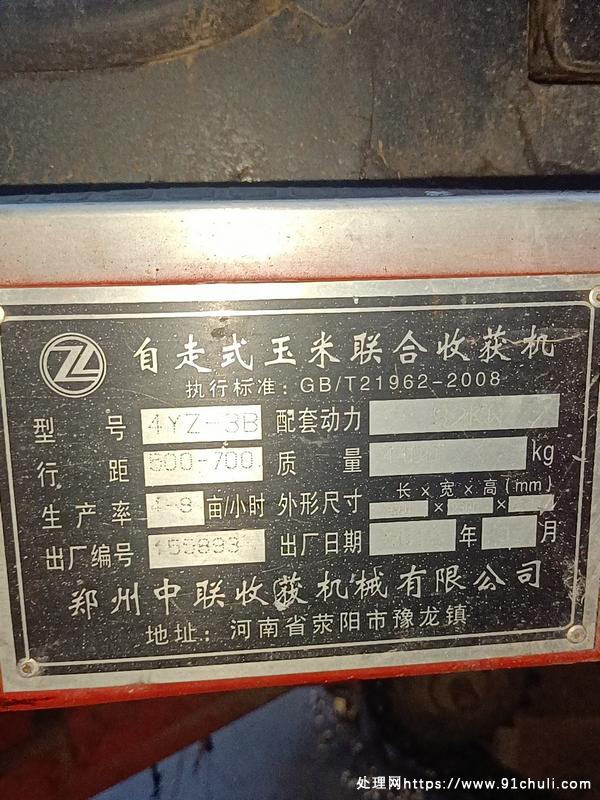 自走式玉米联合收获机
执行标准：GB/T21962-2008
型 号 4YZ-3B 配套动力
行 距 500-700 质 量 kg
长×宽×高(mm)
生产率 4-8 亩/小时 外形尺寸 × ×
出厂编号 155893 出厂日期 年 月
郑州中联收获机械有限公司
地址：河南省荥阳市豫龙镇
处理网https://www.91chuli.com